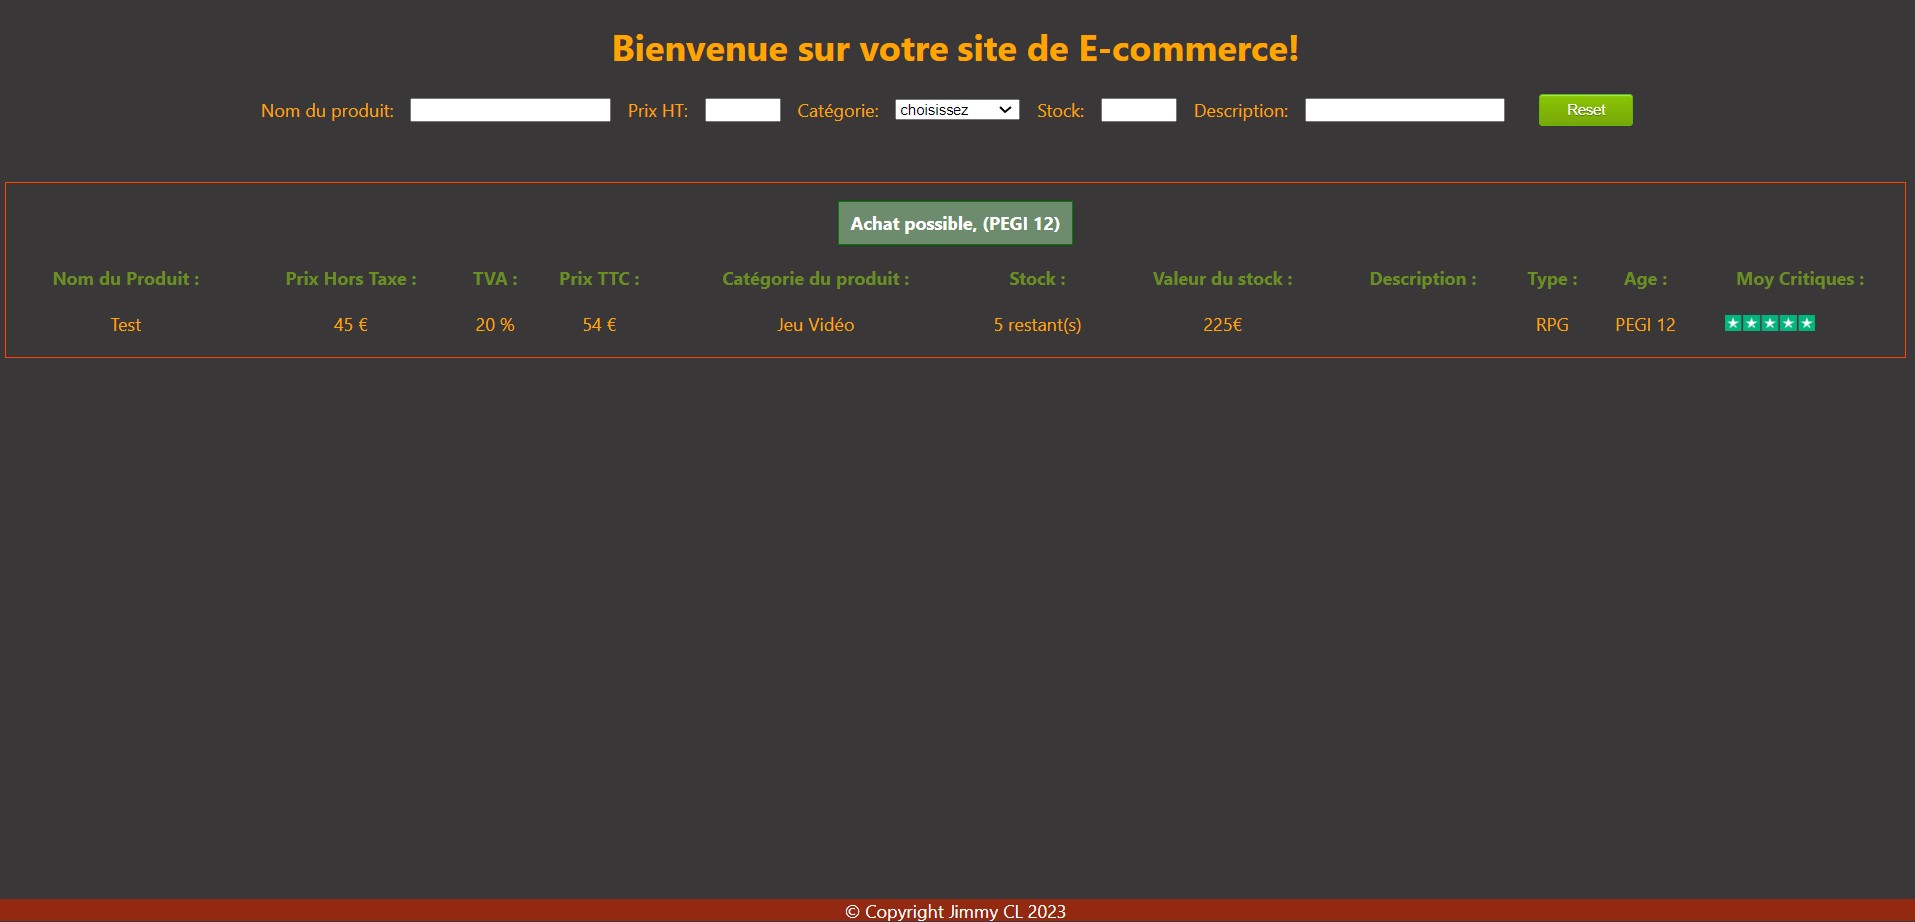 Bienvenue sur votre site de E-commerce!
Nom du produit: Prix HT: Catégorie: choisissez Stock: Description: Reset
Achat possible, (PEGI 12)
Nom du Produit : Prix Hors Taxe : TVA : Prix TTC : Catégorie du produit : Stock : Valeur du stock : Description : Type : Age : Moy Critiques :
Test 45 € 20 % 54 € Jeu Vidéo 5 restant(s) 225€ RPG PEGI 12
© Copyright Jimmy CL 2023